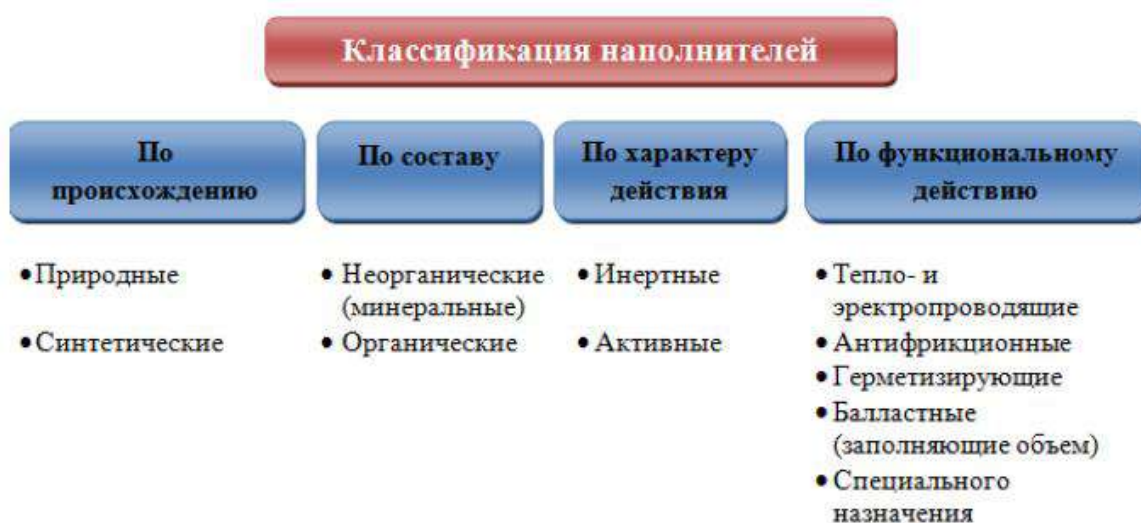 Классификация наполнителей
По
происхождению
• Природные
• Синтетические
По составу
• Неорганические
(минеральные)
• Органические
По характеру
действия
• Инертные
• Активные
По функциональному
действию
• Тепло- и
эректропроводящие
• Антифрикционные
• Герметизирующие
• Балластные
(заполняющие объем)
• Специального
назначения